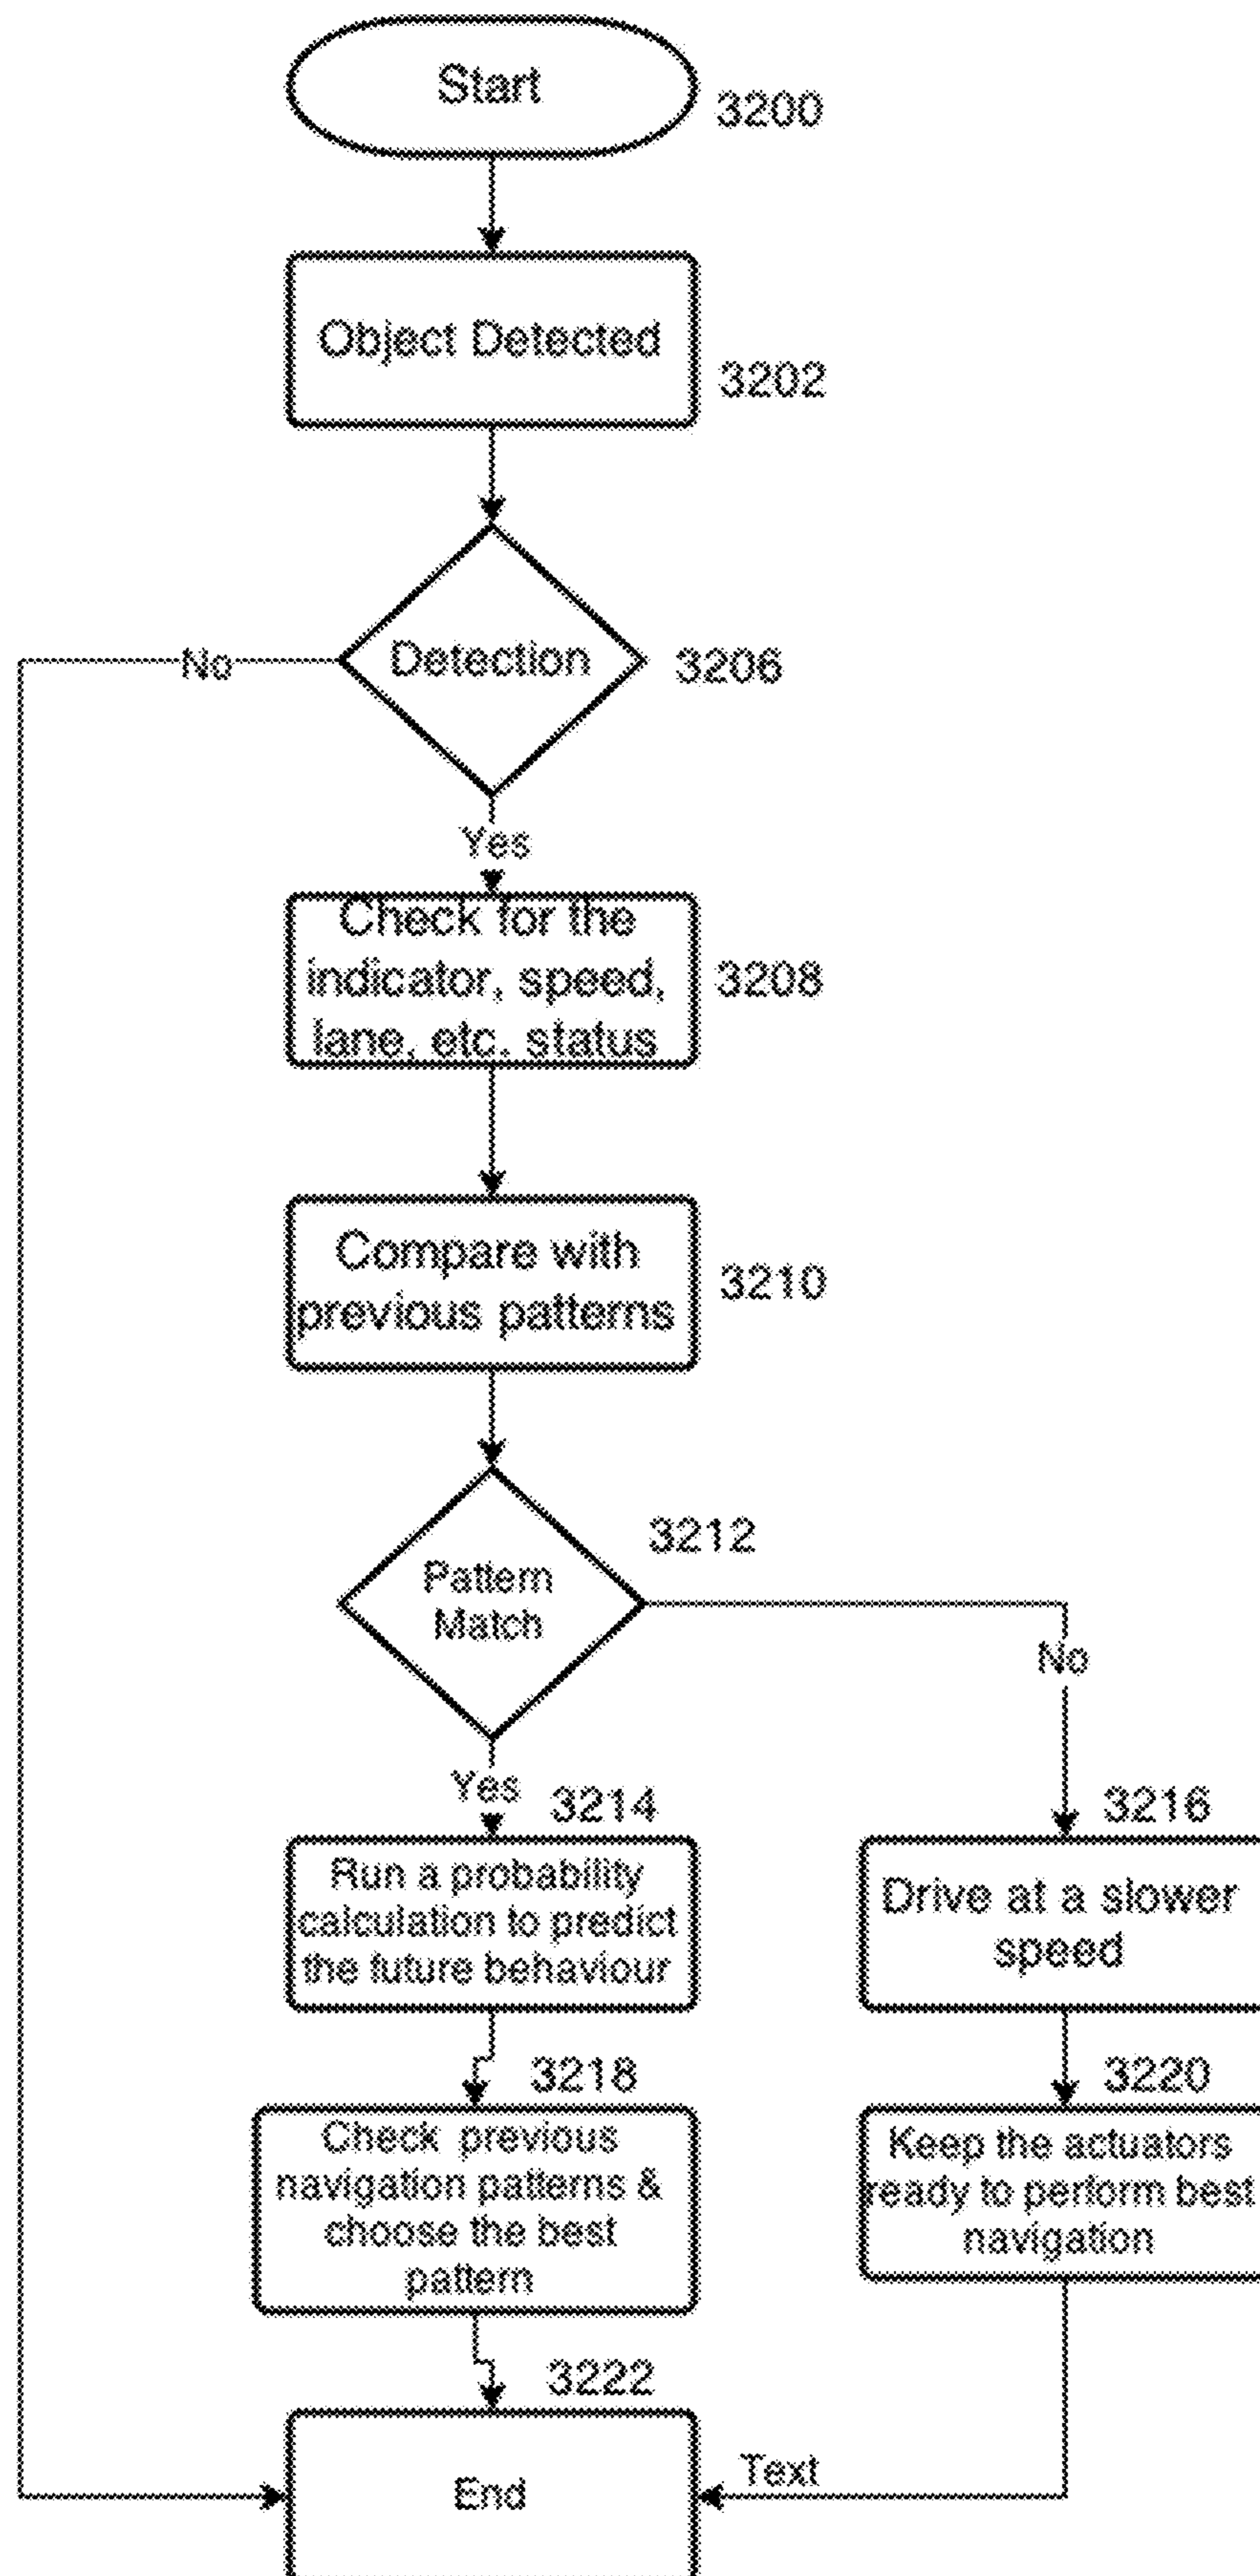 Start
3200
Object Detected
3202
Detection
3206
No
Yes
Check for the
indicator, speed,
lane, etc. status
3208
Compare with
previous patterns
3210
Pattern
Match
3212
No
Yes
3214
Run a probability
calculation to predict
the future behaviour
3216
Drive at a slower
speed
3218
Check previous
navigation patterns &
choose the best
pattern
3220
Keep the actuators
ready to perform best
navigation
3222
End
Text